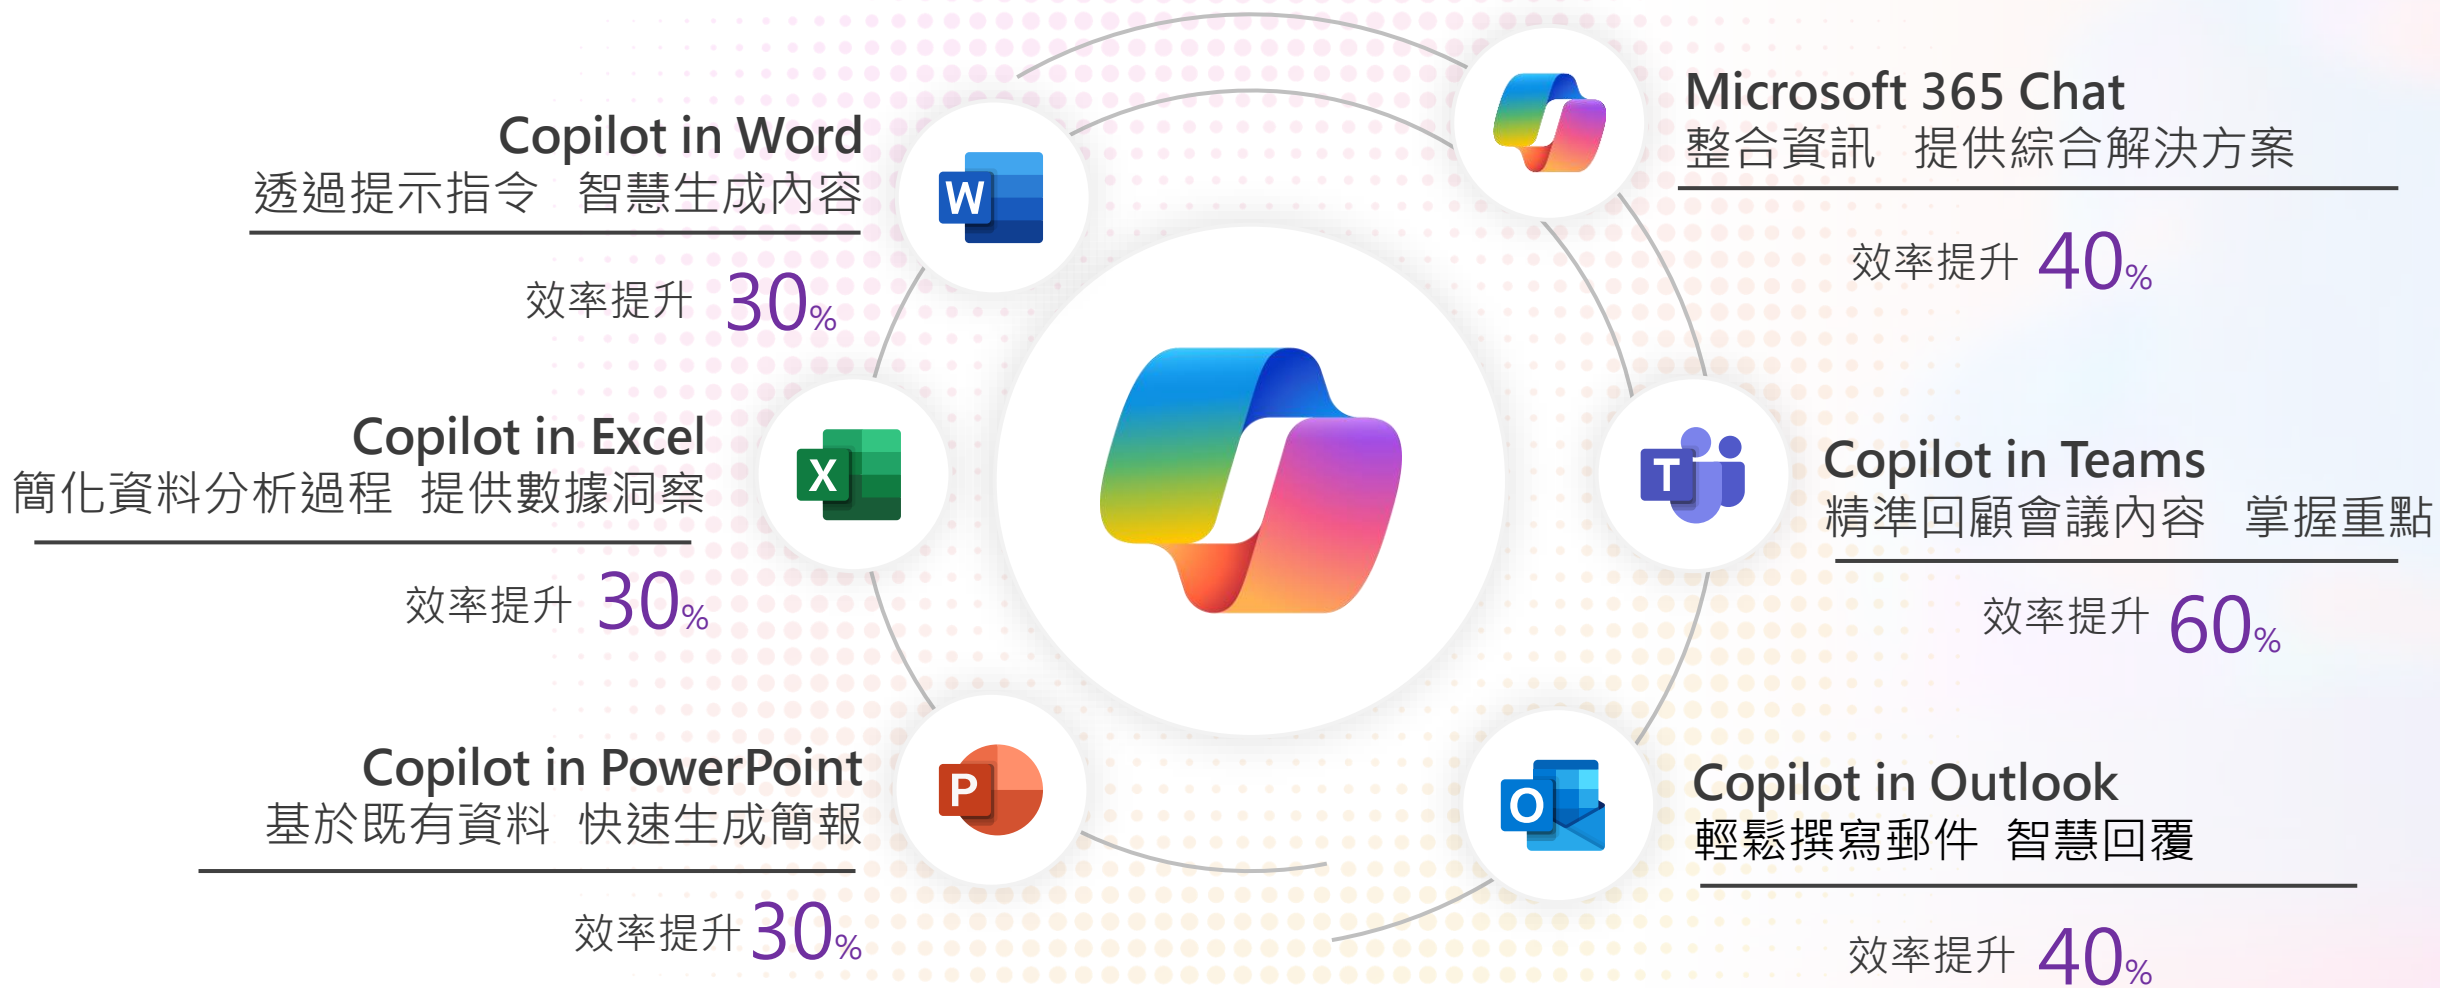 Copilot in Word
透過提示指令 智慧生成內容
效率提升 30%
Copilot in Excel
簡化資料分析過程 提供數據洞察
效率提升 30%
Copilot in PowerPoint
基於既有資料 快速生成簡報
效率提升 30%
Microsoft 365 Chat
整合資訊 提供綜合解決方案
效率提升 40%
Copilot in Teams
精準回顧會議內容 掌握重點
效率提升 60%
Copilot in Outlook
輕鬆撰寫郵件 智慧回覆
效率提升 40%
W
X
P
T
O